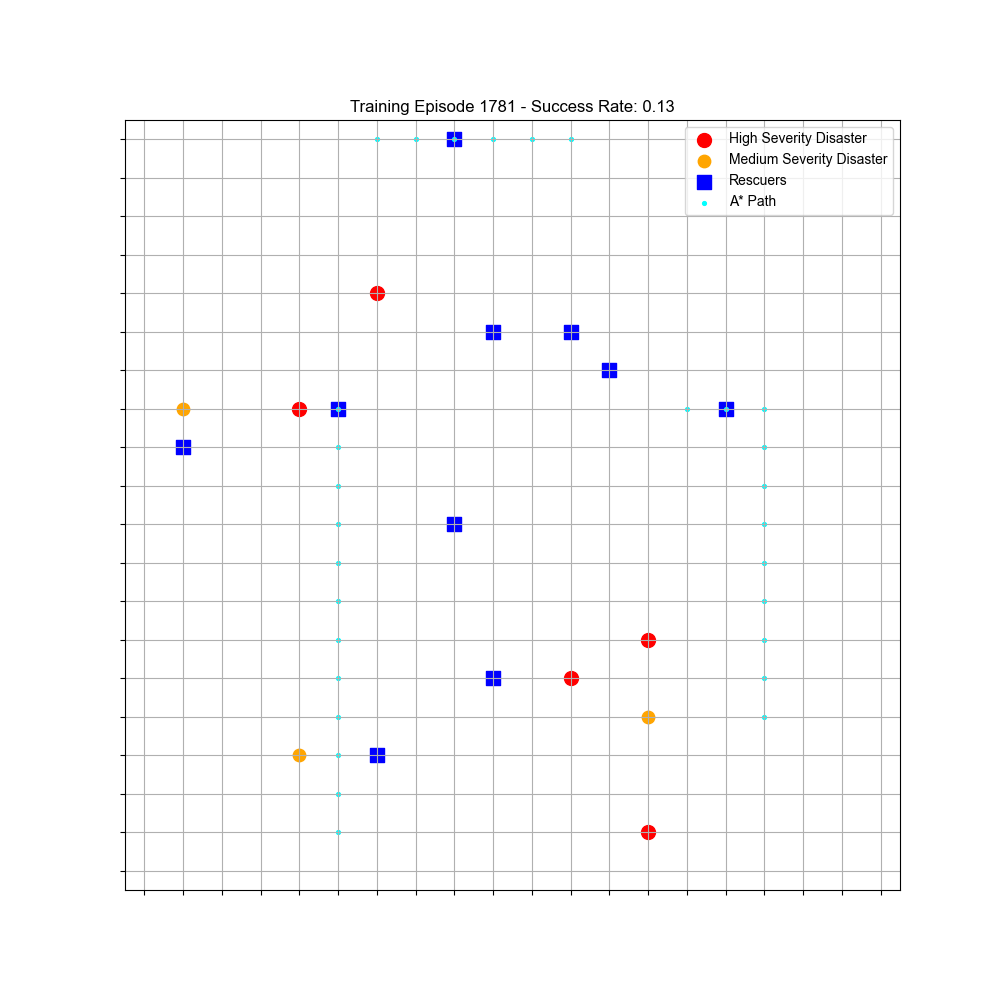 Training Episode 1781 - Success Rate: 0.13
High Severity Disaster
Medium Severity Disaster
Rescuers
A* Path